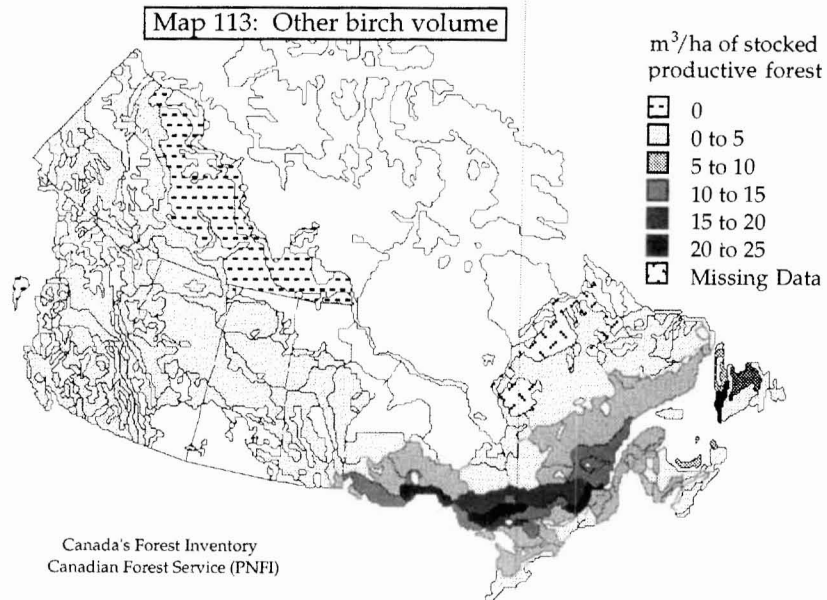 Map 113: Other birch volume
m³/ha of stocked
productive forest
0
0 to 5
5 to 10
10 to 15
15 to 20
20 to 25
Missing Data
Canada's Forest Inventory
Canadian Forest Service (PNFI)